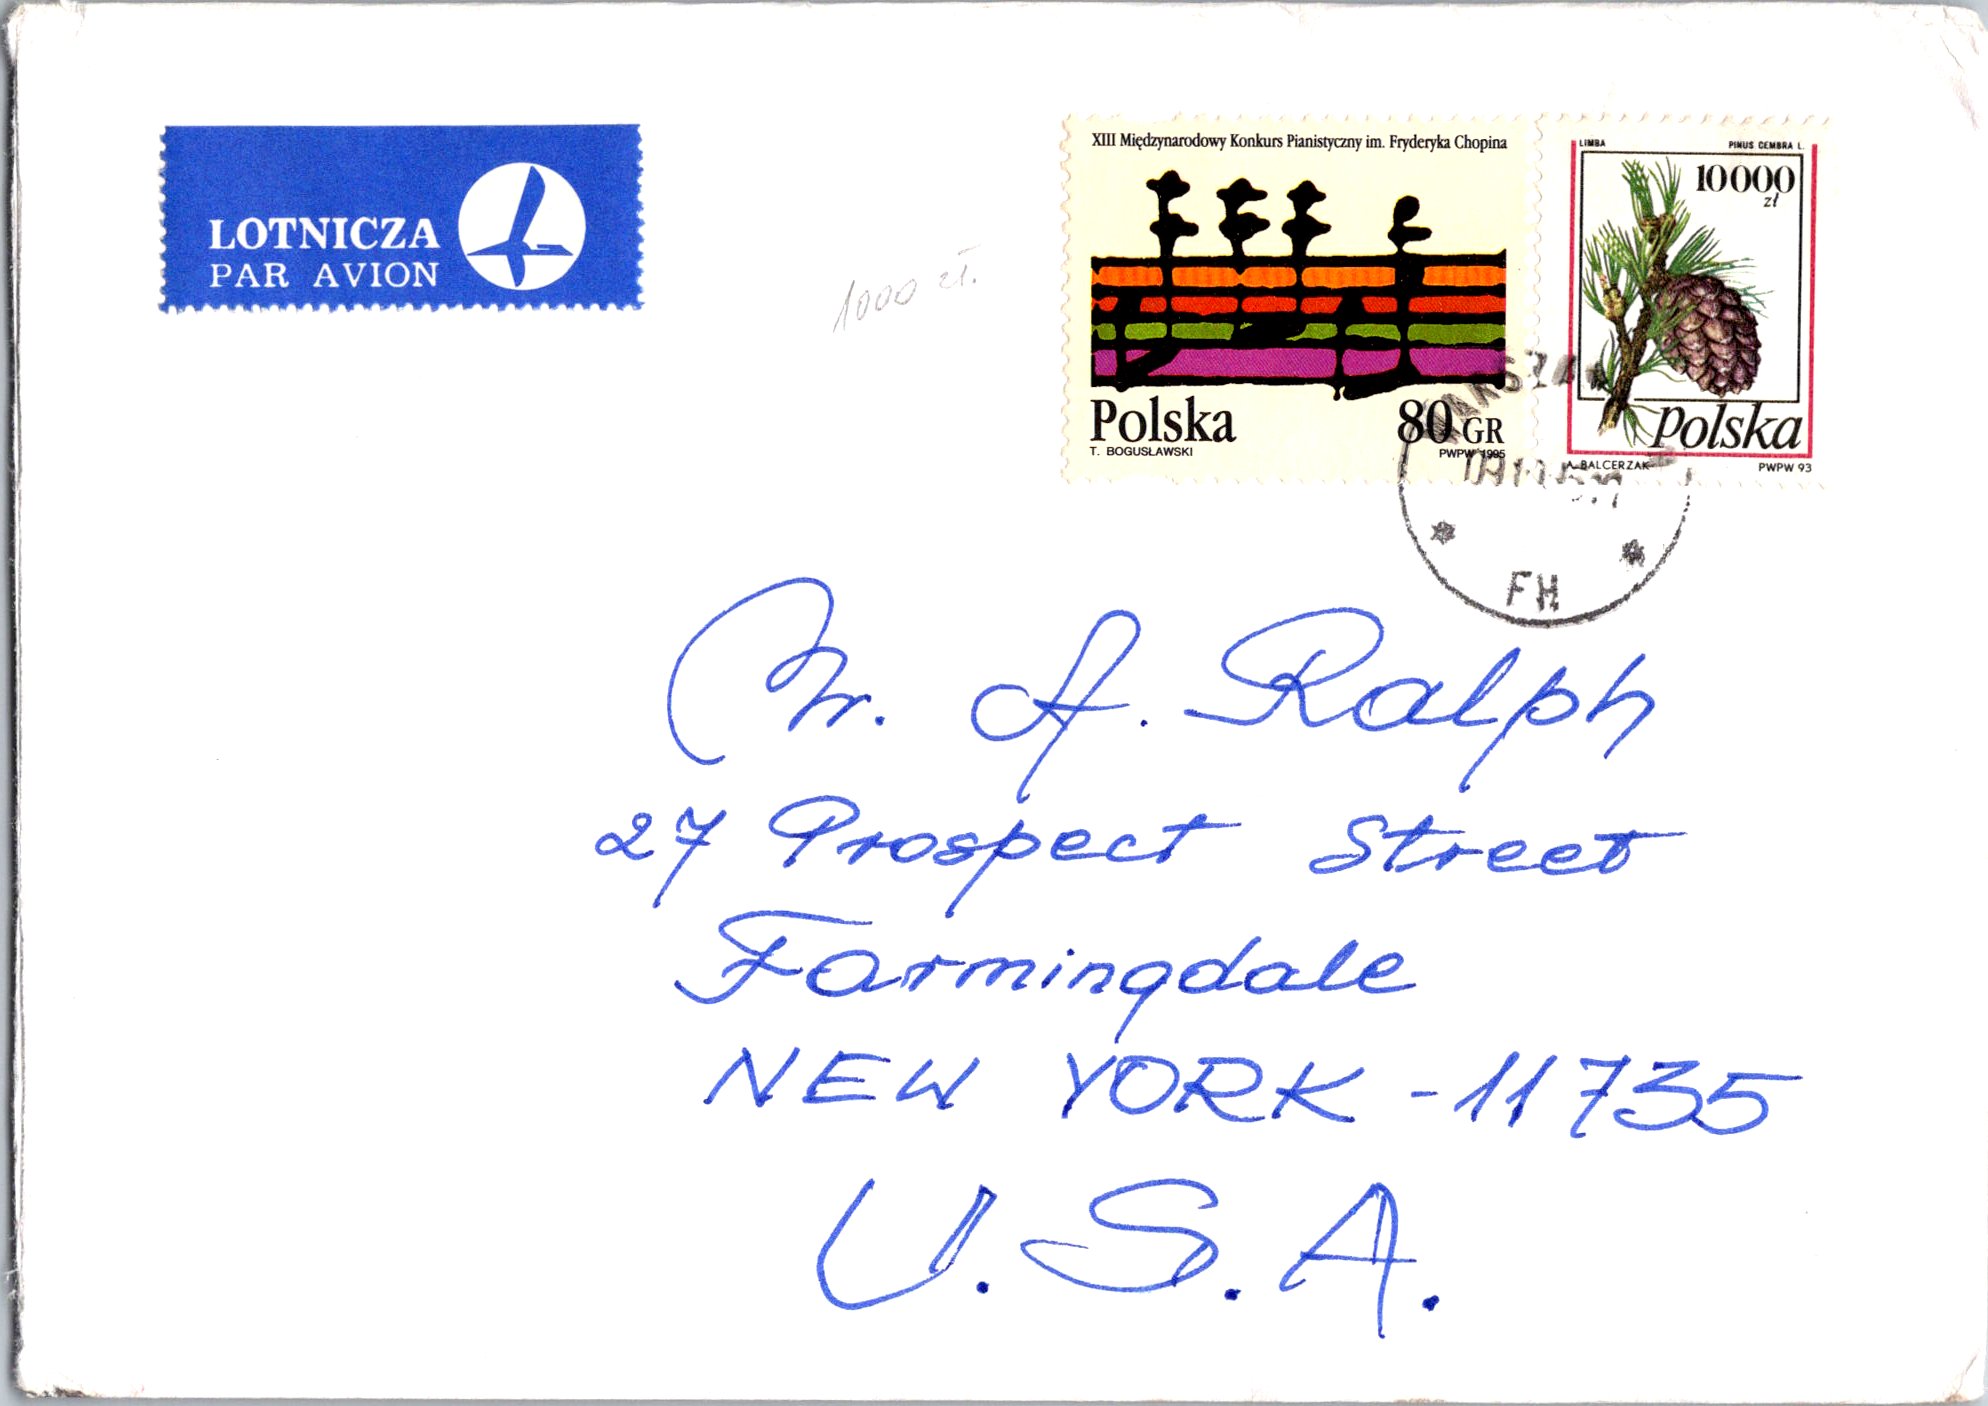 LOTNICZA
PAR AVION
1000 zł.
XIII Międzynarodowy Konkurs Pianistyczny im. Fryderyka Chopina
Polska 80 GR
T. BOGUSŁAWSKI PWPW 1995
LIMBA PINUS CEMBRA L.
10000
zł
Polska
A. BALCERZAK PWPW 93
FH
Mr. A. Ralph
27 Prospect Street
Farmingdale
NEW YORK - 11735
U.S.A.